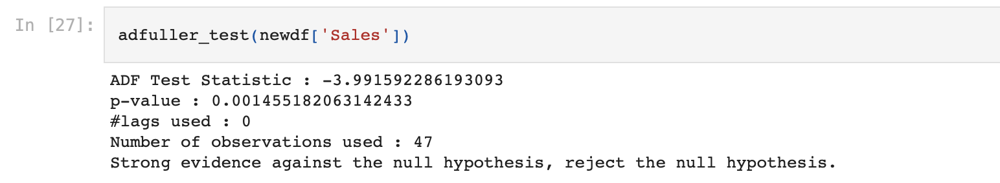 In [27]:
adfuller_test(newdf['Sales'])
ADF Test Statistic : -3.991592286193093
p-value : 0.001455182063142433
#lags used : 0
Number of observations used : 47
Strong evidence against the null hypothesis, reject the null hypothesis.